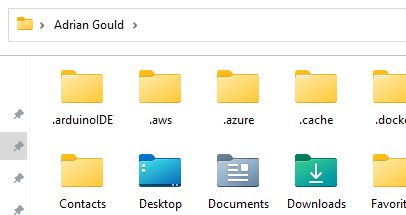 Adrian Gould
.arduinoIDE .aws .azure .cache
Contacts Desktop Documents Downloads